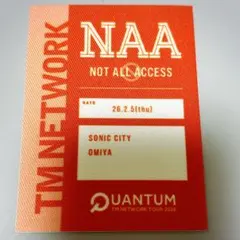 TM NETWORK
NAA
NOT ALL ACCESS
DATE
26.2.5(thu)
SONIC CITY
OMIYA
QUANTUM
TM NETWORK TOUR 2026